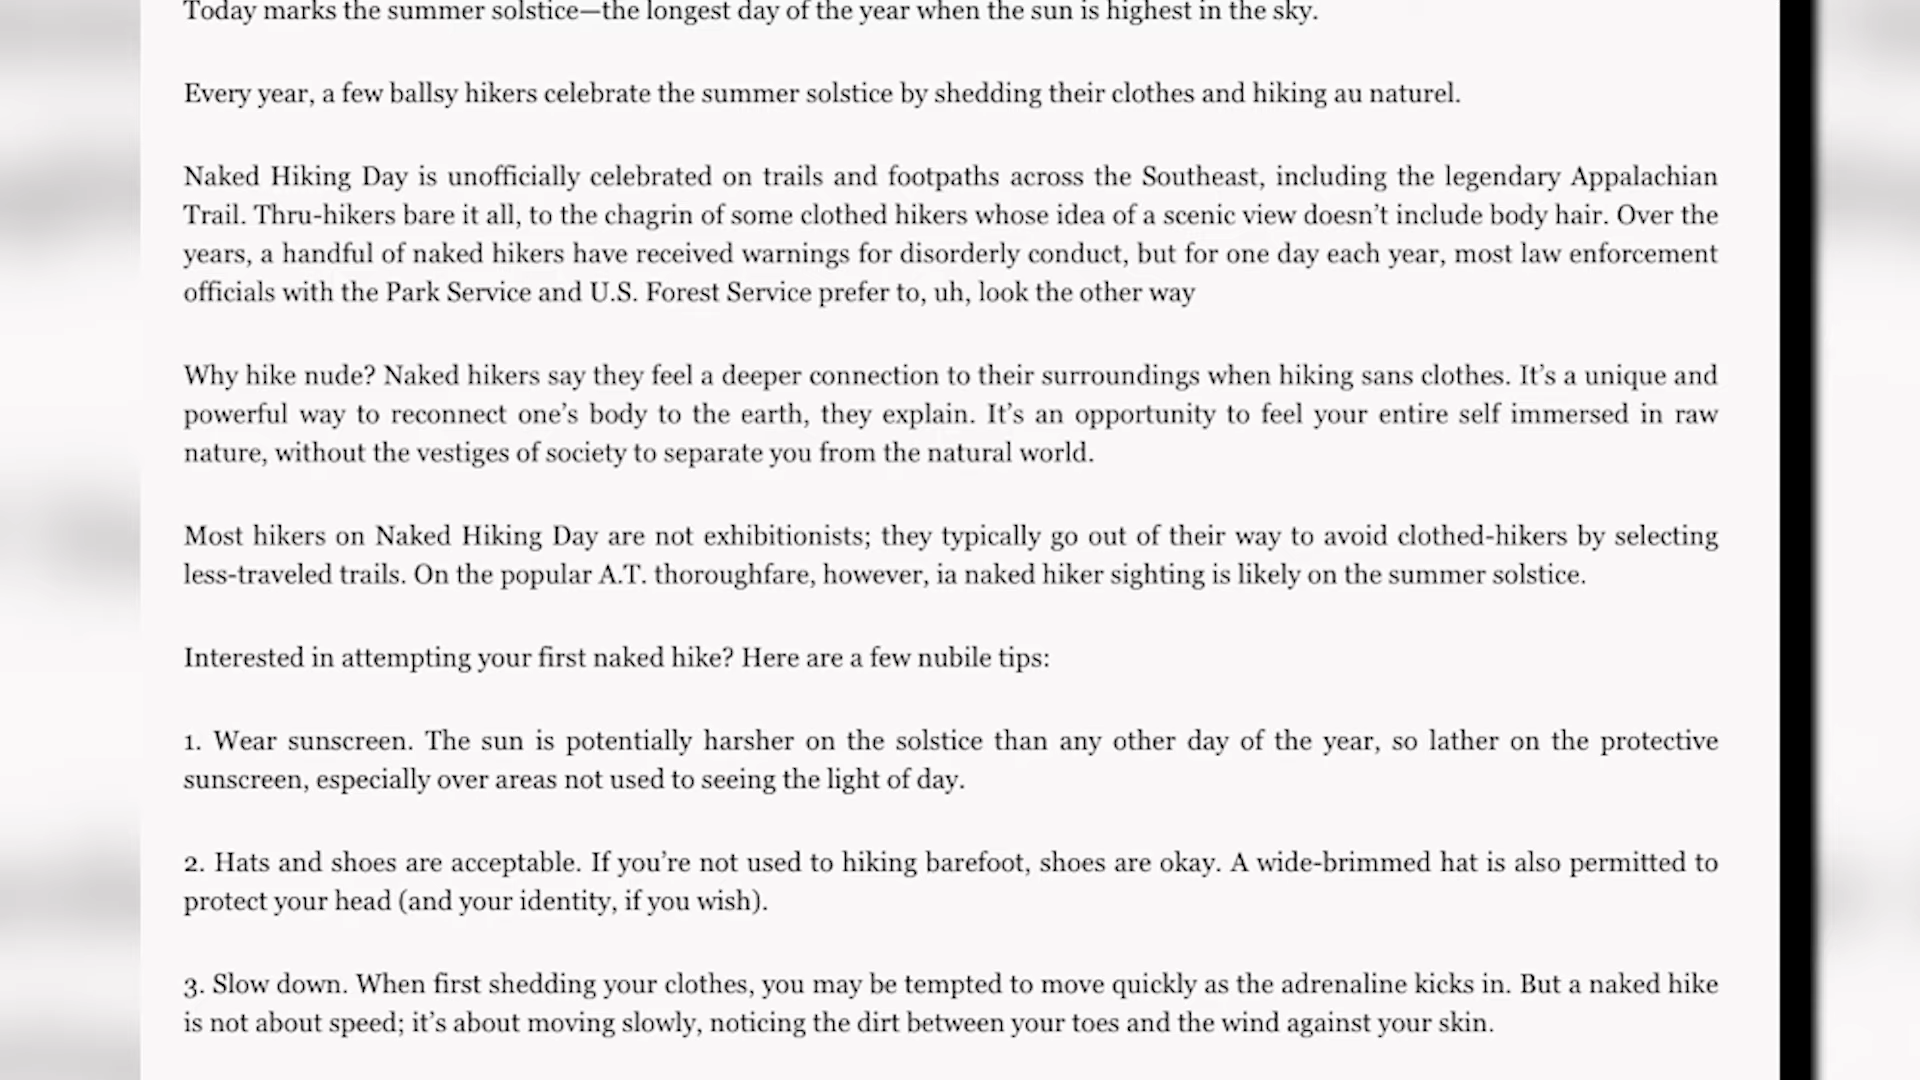 Today marks the summer solstice—the longest day of the year when the sun is highest in the sky.
Every year, a few ballsy hikers celebrate the summer solstice by shedding their clothes and hiking au naturel.
Naked Hiking Day is unofficially celebrated on trails and footpaths across the Southeast, including the legendary Appalachian
Trail. Thru-hikers bare it all, to the chagrin of some clothed hikers whose idea of a scenic view doesn’t include body hair. Over the
years, a handful of naked hikers have received warnings for disorderly conduct, but for one day each year, most law enforcement
officials with the Park Service and U.S. Forest Service prefer to, uh, look the other way
Why hike nude? Naked hikers say they feel a deeper connection to their surroundings when hiking sans clothes. It’s a unique and
powerful way to reconnect one’s body to the earth, they explain. It’s an opportunity to feel your entire self immersed in raw
nature, without the vestiges of society to separate you from the natural world.
Most hikers on Naked Hiking Day are not exhibitionists; they typically go out of their way to avoid clothed-hikers by selecting
less-traveled trails. On the popular A.T. thoroughfare, however, ia naked hiker sighting is likely on the summer solstice.
Interested in attempting your first naked hike? Here are a few nubile tips:
1. Wear sunscreen. The sun is potentially harsher on the solstice than any other day of the year, so lather on the protective
sunscreen, especially over areas not used to seeing the light of day.
2. Hats and shoes are acceptable. If you’re not used to hiking barefoot, shoes are okay. A wide-brimmed hat is also permitted to
protect your head (and your identity, if you wish).
3. Slow down. When first shedding your clothes, you may be tempted to move quickly as the adrenaline kicks in. But a naked hike
is not about speed; it’s about moving slowly, noticing the dirt between your toes and the wind against your skin.